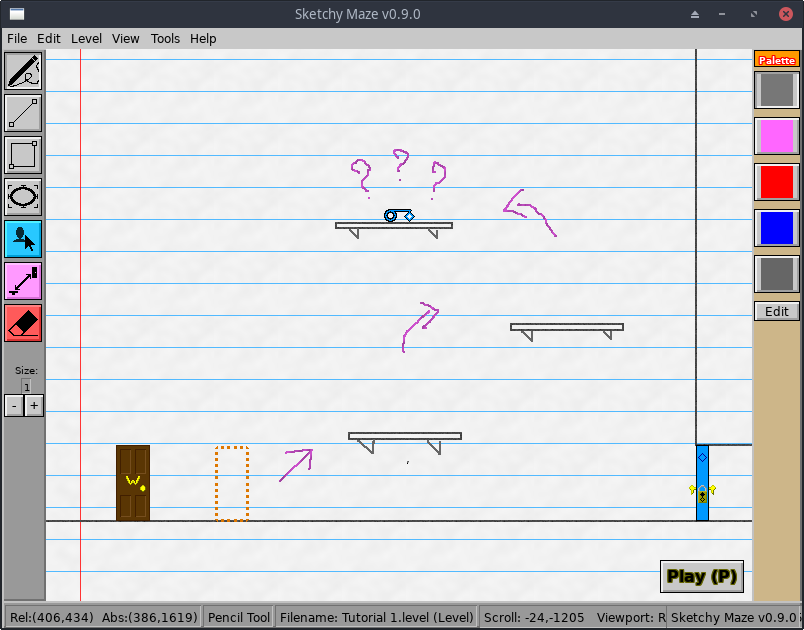 Sketchy Maze v0.9.0
File Edit Level View Tools Help
Palette
? ? ?
Edit
Size:
1
- +
W
Play (P)
Rel:(406,434) Abs:(386,1619) Pencil Tool Filename: Tutorial 1.level (Level) Scroll: -24,-1205 Viewport: R Sketchy Maze v0.9.0